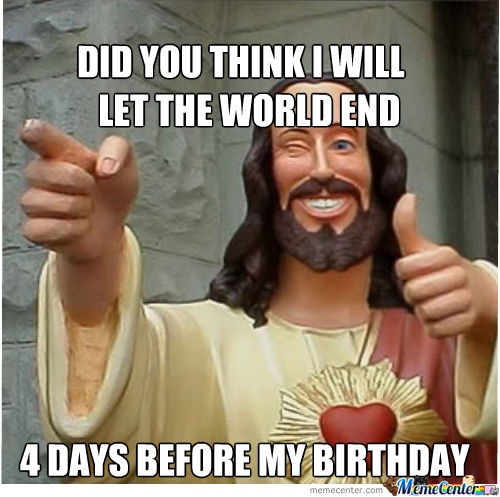 DID YOU THINK I WILL
LET THE WORLD END
4 DAYS BEFORE MY BIRTHDAY
memecenter.com MemeCenter